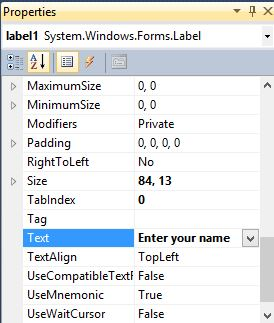 Properties
label1 System.Windows.Forms.Label
MaximumSize 0, 0
MinimumSize 0, 0
Modifiers Private
Padding 0, 0, 0, 0
RightToLeft No
Size 84, 13
TabIndex 0
Tag
Text Enter your name
TextAlign TopLeft
UseCompatibleTextF False
UseMnemonic True
UseWaitCursor False